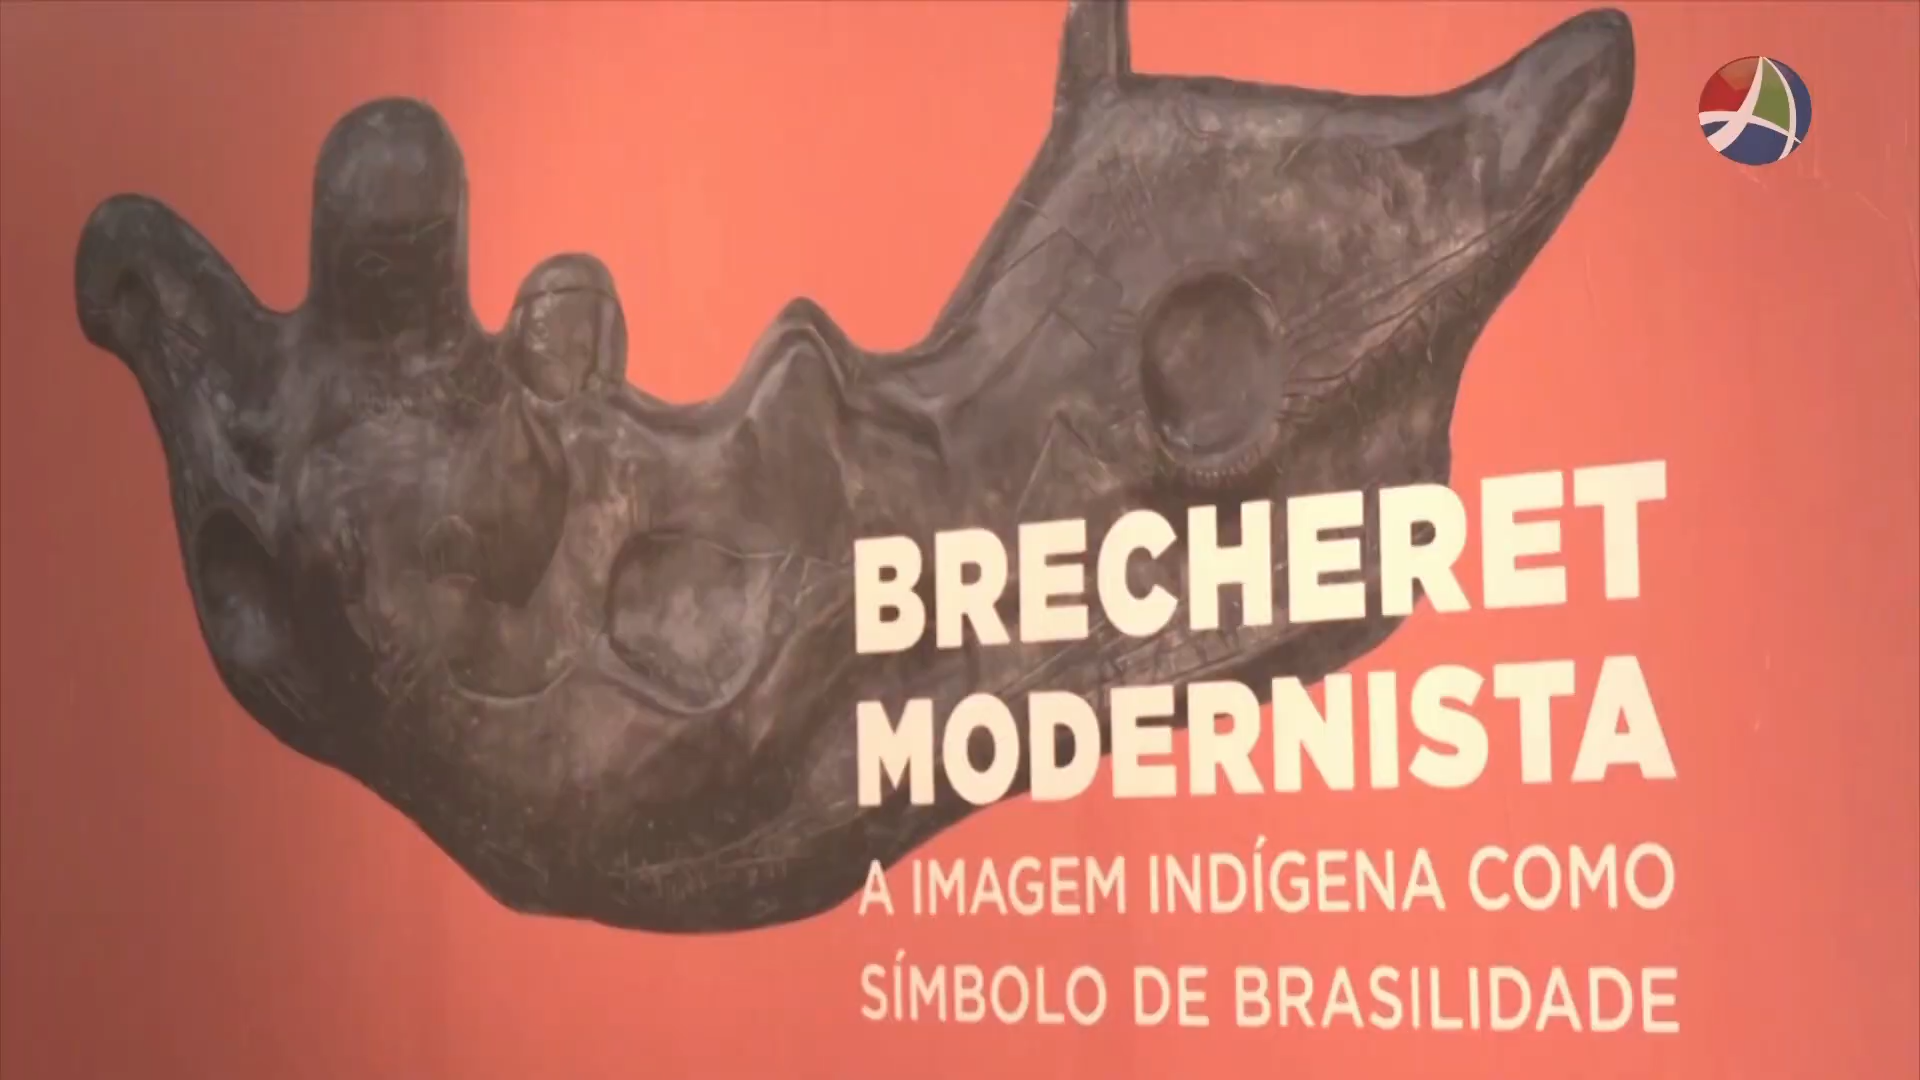 BRECHERET
MODERNISTA
A IMAGEM INDÍGENA COMO
SÍMBOLO DE BRASILIDADE